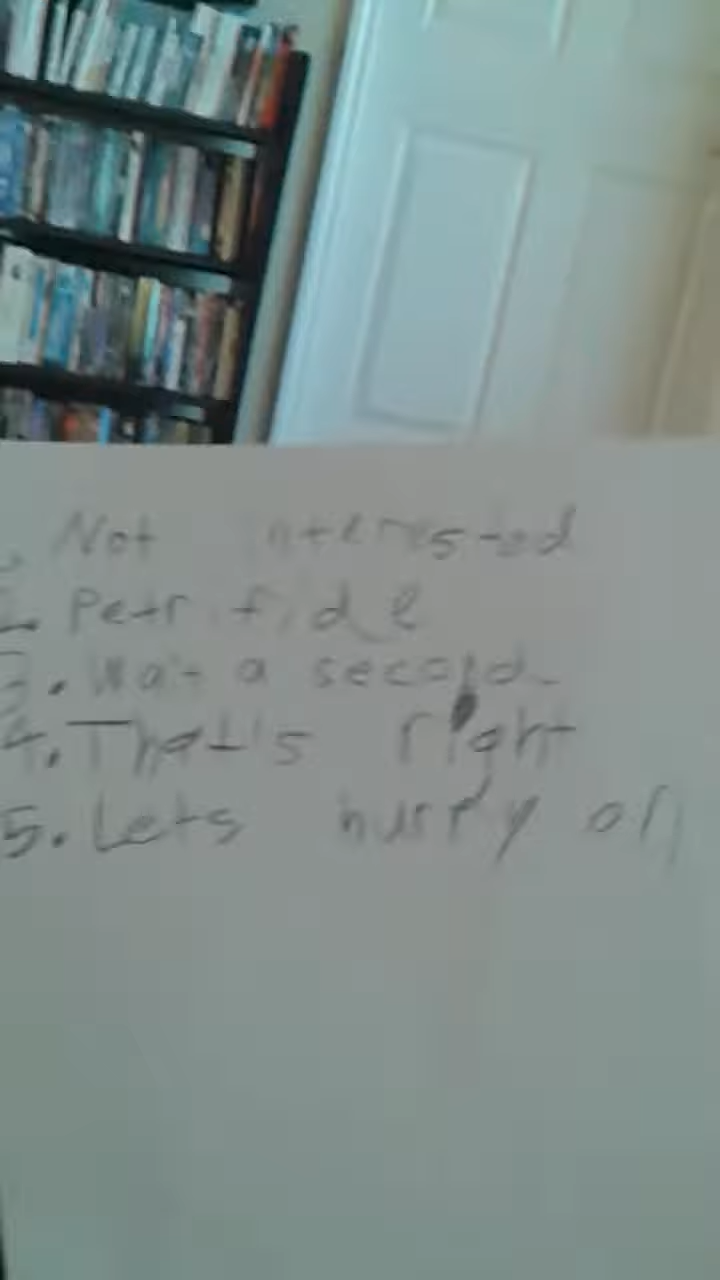 Not interested
2. Petrifide
3. Wait a second
4. That's right
5. Lets hurry on